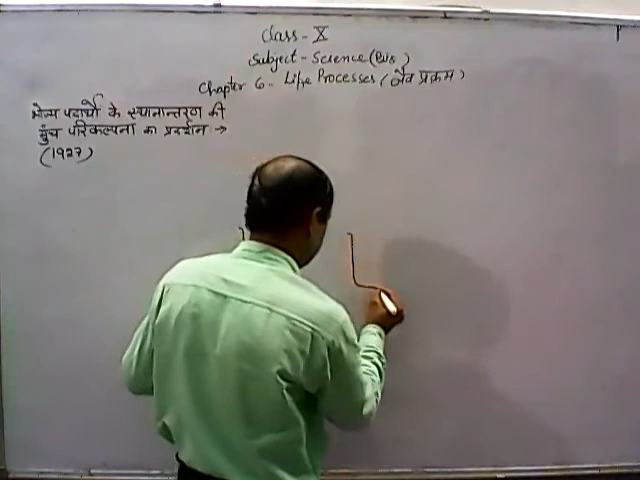 Class - X
Subject - Science (Bio)
Chapter 6 - Life Processes (जैव प्रक्रम)
भोज्य पदार्थों के स्थानान्तरण की
मुंच परिकल्पना का प्रदर्शन →
(1927)